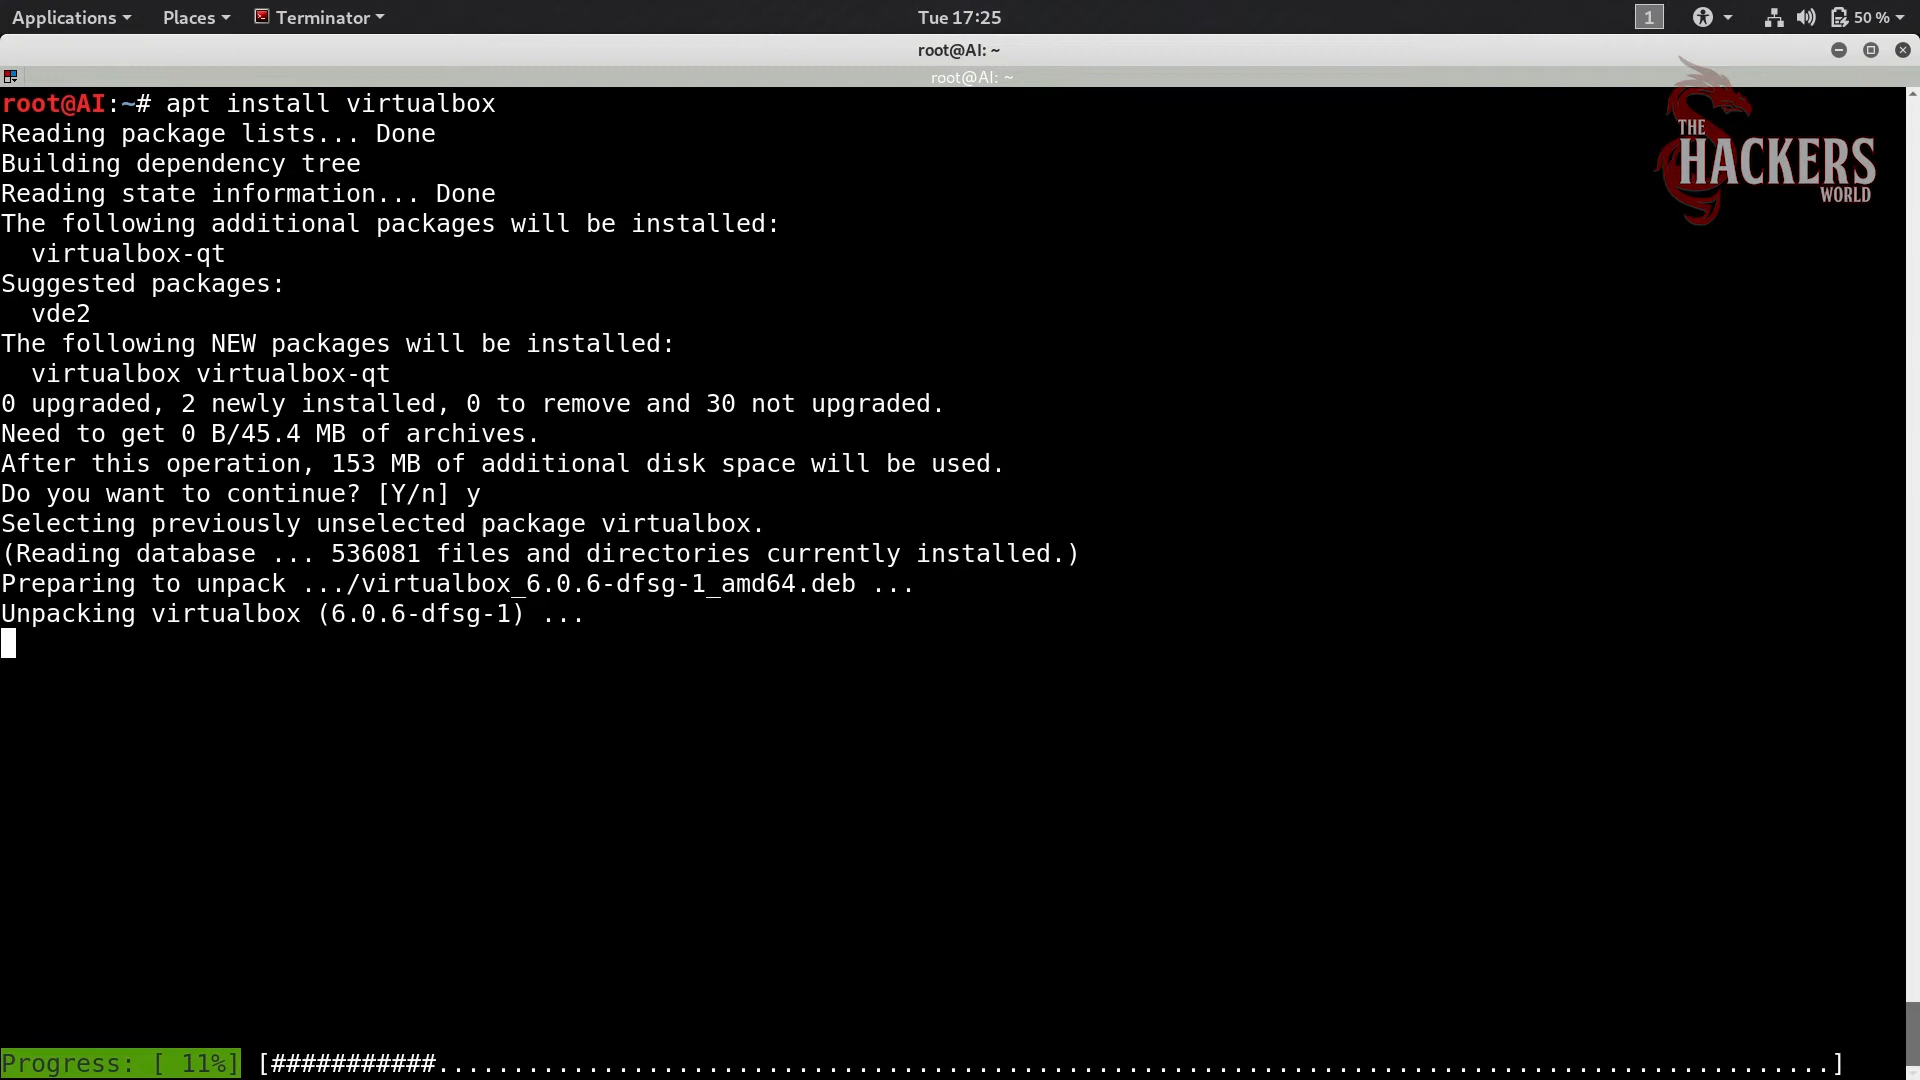 Applications Places Terminator Tue 17:25 1 50 %
root@AI: ~
root@AI: ~
root@AI:~# apt install virtualbox
Reading package lists... Done
Building dependency tree
Reading state information... Done
The following additional packages will be installed:
  virtualbox-qt
Suggested packages:
  vde2
The following NEW packages will be installed:
  virtualbox virtualbox-qt
0 upgraded, 2 newly installed, 0 to remove and 30 not upgraded.
Need to get 0 B/45.4 MB of archives.
After this operation, 153 MB of additional disk space will be used.
Do you want to continue? [Y/n] y
Selecting previously unselected package virtualbox.
(Reading database ... 536081 files and directories currently installed.)
Preparing to unpack .../virtualbox_6.0.6-dfsg-1_amd64.deb ...
Unpacking virtualbox (6.0.6-dfsg-1) ...
Progress: [ 11%] [###########.............................................................................................]
THE
HACKERS
WORLD